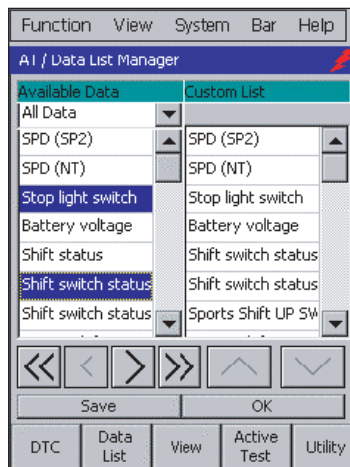 Function View System Bar Help
AT / Data List Manager
Available Data Custom List
All Data
SPD (SP2) SPD (SP2)
SPD (NT) SPD (NT)
Stop light switch Stop light switch
Battery voltage Battery voltage
Shift status Shift switch status
Shift switch status Shift switch status
Shift switch status Sports Shift UP SW
<< < > >>
Save OK
DTC Data List View Active Test Utility